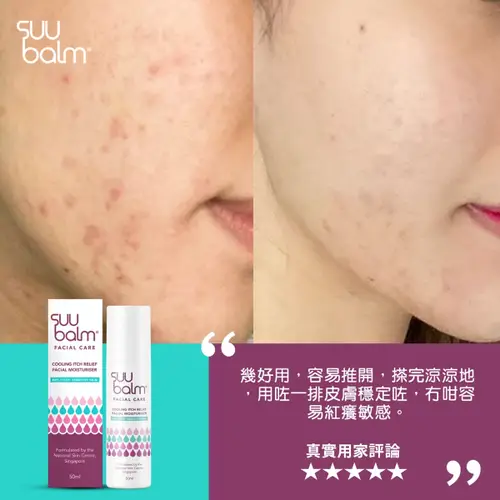 suu
balm®
suu
balm®
FACIAL CARE
COOLING ITCH RELIEF
FACIAL MOISTURISER
Formulated by the
National Skin Centre,
Singapore
50ml
suu
balm®
FACIAL CARE
COOLING ITCH RELIEF
FACIAL MOISTURISER
50ml
“
幾好用，容易推開，搽完涼涼地
，用咗一排皮膚穩定咗，冇咁容
易紅癢敏感。
真實用家評論
★★★★★
”